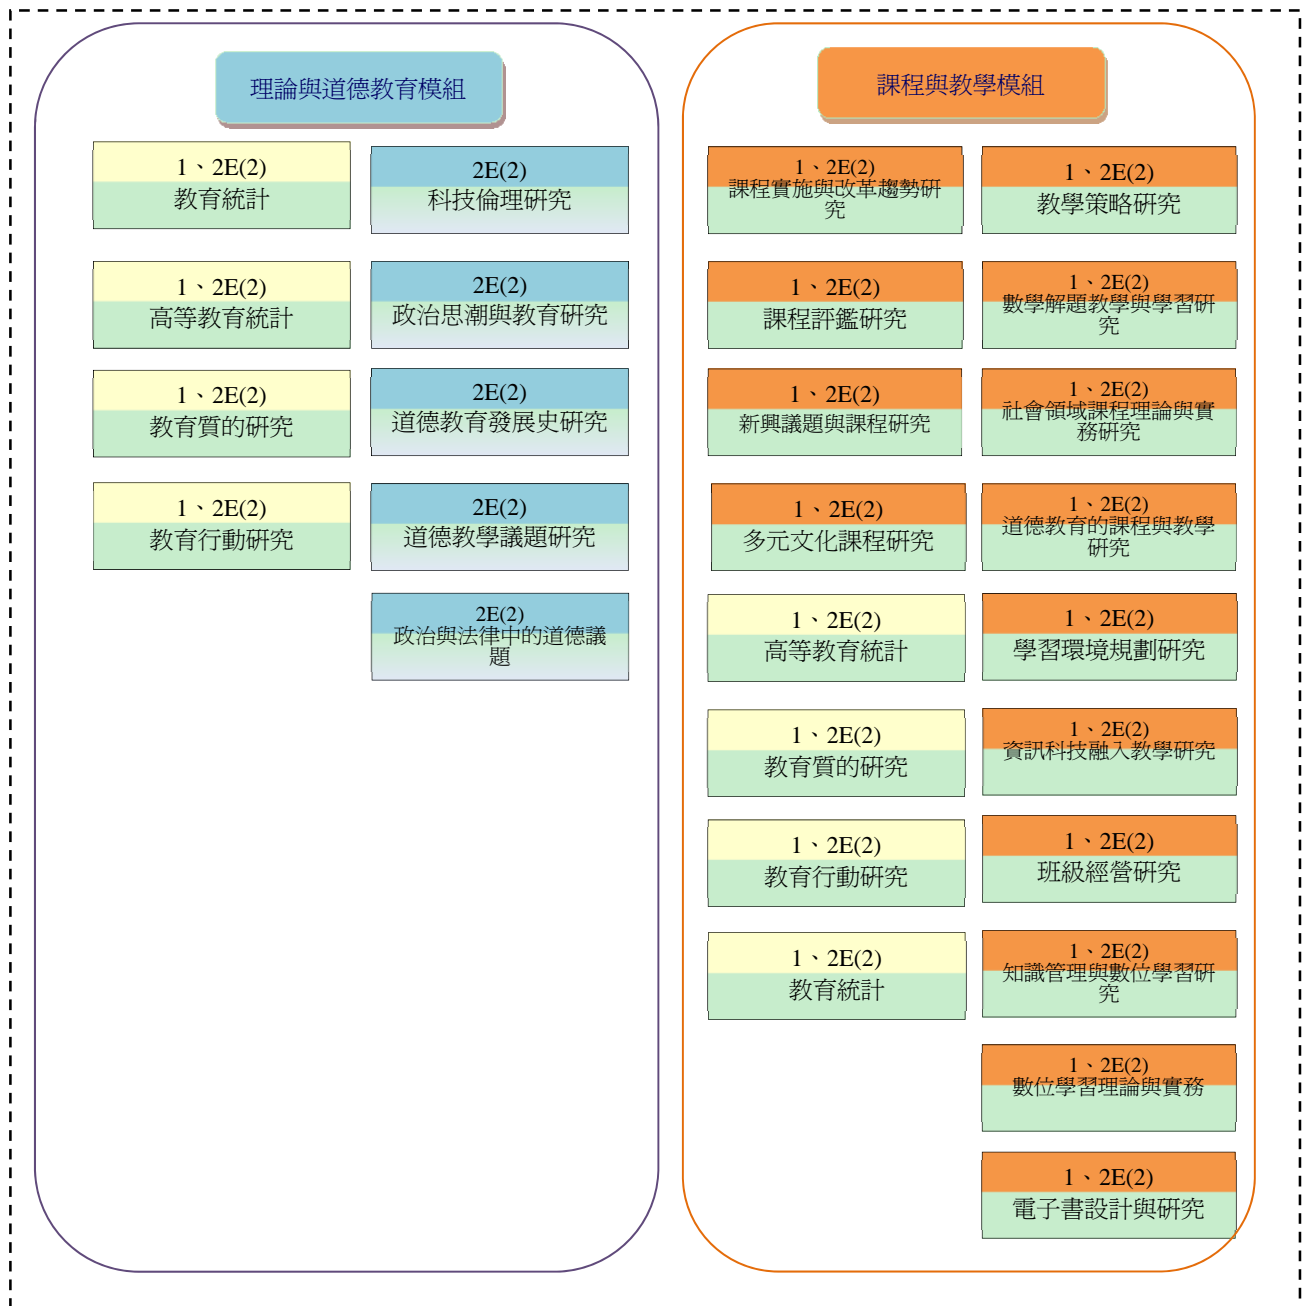 理論與道德教育模組
1、2E(2)
教育統計
1、2E(2)
高等教育統計
1、2E(2)
教育質的研究
1、2E(2)
教育行動研究
2E(2)
科技倫理研究
2E(2)
政治思潮與教育研究
2E(2)
道德教育發展史研究
2E(2)
道德教學議題研究
2E(2)
政治與法律中的道德議
題
課程與教學模組
1、2E(2)
課程實施與改革趨勢研
究
1、2E(2)
課程評鑑研究
1、2E(2)
新興議題與課程研究
1、2E(2)
多元文化課程研究
1、2E(2)
高等教育統計
1、2E(2)
教育質的研究
1、2E(2)
教育行動研究
1、2E(2)
教育統計
1、2E(2)
教學策略研究
1、2E(2)
數學解題教學與學習研
究
1、2E(2)
社會領域課程理論與實
務研究
1、2E(2)
道德教育的課程與教學
研究
1、2E(2)
學習環境規劃研究
1、2E(2)
資訊科技融入教學研究
1、2E(2)
班級經營研究
1、2E(2)
知識管理與數位學習研
究
1、2E(2)
數位學習理論與實務
1、2E(2)
電子書設計與研究